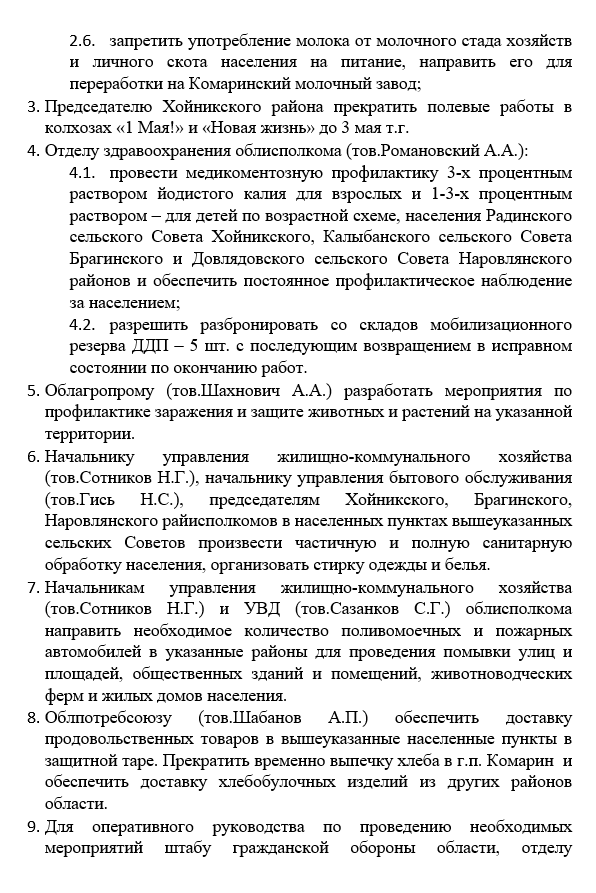 2.6. запретить употребление молока от молочного стада хозяйств
и личного скота населения на питание, направить его для
переработки на Комаринский молочный завод;
3. Председателю Хойникского района прекратить полевые работы в
колхозах «1 Мая!» и «Новая жизнь» до 3 мая т.г.
4. Отделу здравоохранения облисполкома (тов.Романовский А.А.):
4.1. провести медикоментозную профилактику 3-х процентным
раствором йодистого калия для взрослых и 1-3-х процентным
раствором – для детей по возрастной схеме, населения Радинского
сельского Совета Хойникского, Калыбанского сельского Совета
Брагинского и Довлядовского сельского Совета Наровлянского
районов и обеспечить постоянное профилактическое наблюдение
за населением;
4.2. разрешить разбронировать со складов мобилизационного
резерва ДДП – 5 шт. с последующим возвращением в исправном
состоянии по окончанию работ.
5. Облагропрому (тов.Шахнович А.А.) разработать мероприятия по
профилактике заражения и защите животных и растений на указанной
территории.
6. Начальнику управления жилищно-коммунального хозяйства
(тов.Сотников Н.Г.), начальнику управления бытового обслуживания
(тов.Гись Н.С.), председателям Хойникского, Брагинского,
Наровлянского райисполкомов в населенных пунктах вышеуказанных
сельских Советов произвести частичную и полную санитарную
обработку населения, организовать стирку одежды и белья.
7. Начальникам управления жилищно-коммунального хозяйства
(тов.Сотников Н.Г.) и УВД (тов.Сазанков С.Г.) облисполкома
направить необходимое количество поливомоечных и пожарных
автомобилей в указанные районы для проведения помывки улиц и
площадей, общественных зданий и помещений, животноводческих
ферм и жилых домов населения.
8. Облпотребсоюзу (тов.Шабанов А.П.) обеспечить доставку
продовольственных товаров в вышеуказанные населенные пункты в
защитной таре. Прекратить временно выпечку хлеба в г.п. Комарин и
обеспечить доставку хлебобулочных изделий из других районов
области.
9. Для оперативного руководства по проведению необходимых
мероприятий штабу гражданской обороны области, отделу